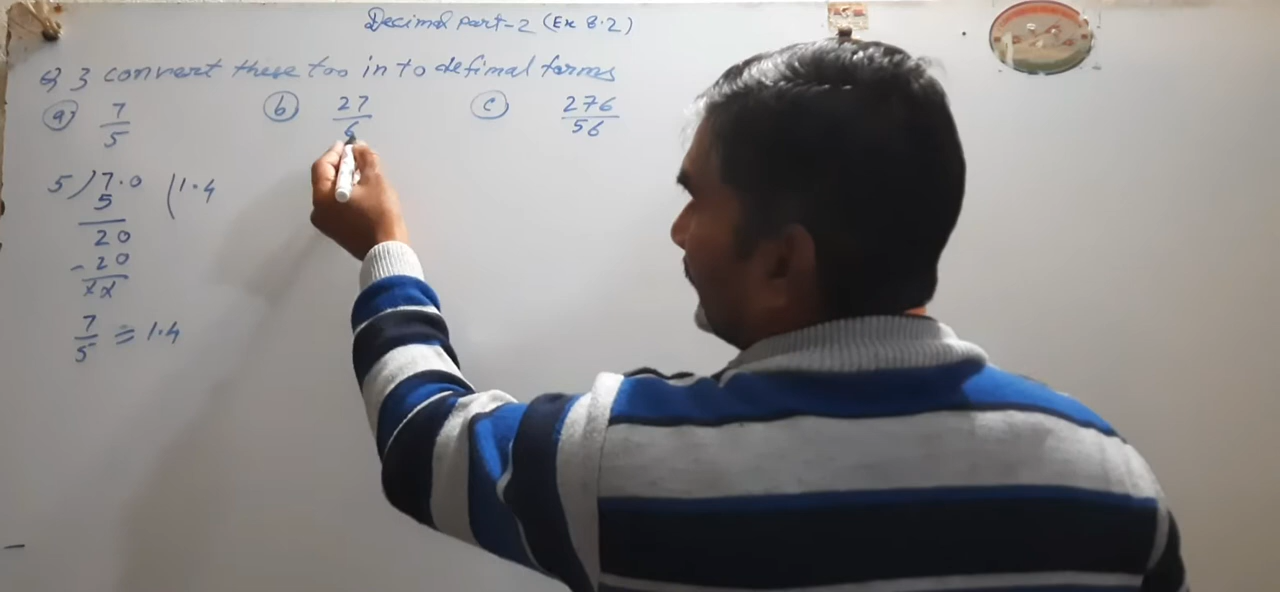 Decimal Part-2 (Ex 8.2)
Q 3 convert these too in to defimal forms
(a) 7/5 (b) 27/6 (c) 276/56
5 ) 7.0 ( 1.4
5
20
- 20
xx
7/5 = 1.4